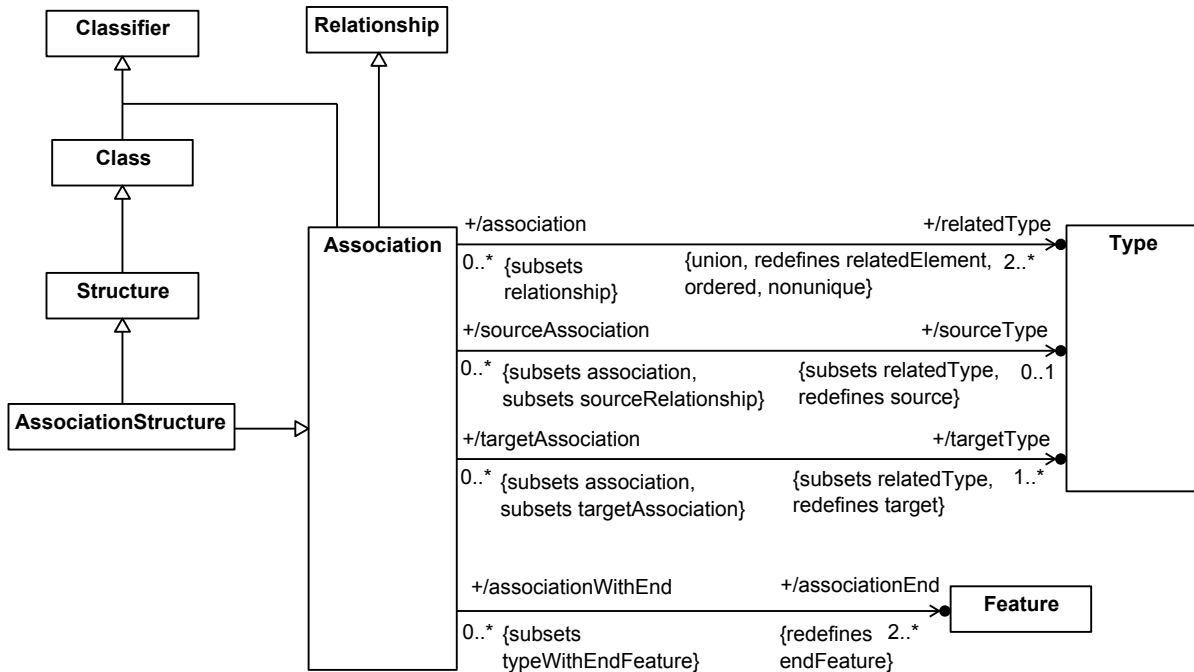 Classifier
Relationship
Class
Structure
AssociationStructure
Association
Type
+/association
+/relatedType
0..*
{subsets
relationship}
{union, redefines relatedElement,
ordered, nonunique}
2..*
+/sourceAssociation
+/sourceType
0..*
{subsets association,
subsets sourceRelationship}
{subsets relatedType,
redefines source}
0..1
+/targetAssociation
+/targetType
0..*
{subsets association,
subsets targetAssociation}
{subsets relatedType,
redefines target}
1..*
+/associationWithEnd
+/associationEnd
Feature
0..*
{subsets
typeWithEndFeature}
{redefines
endFeature}
2..*